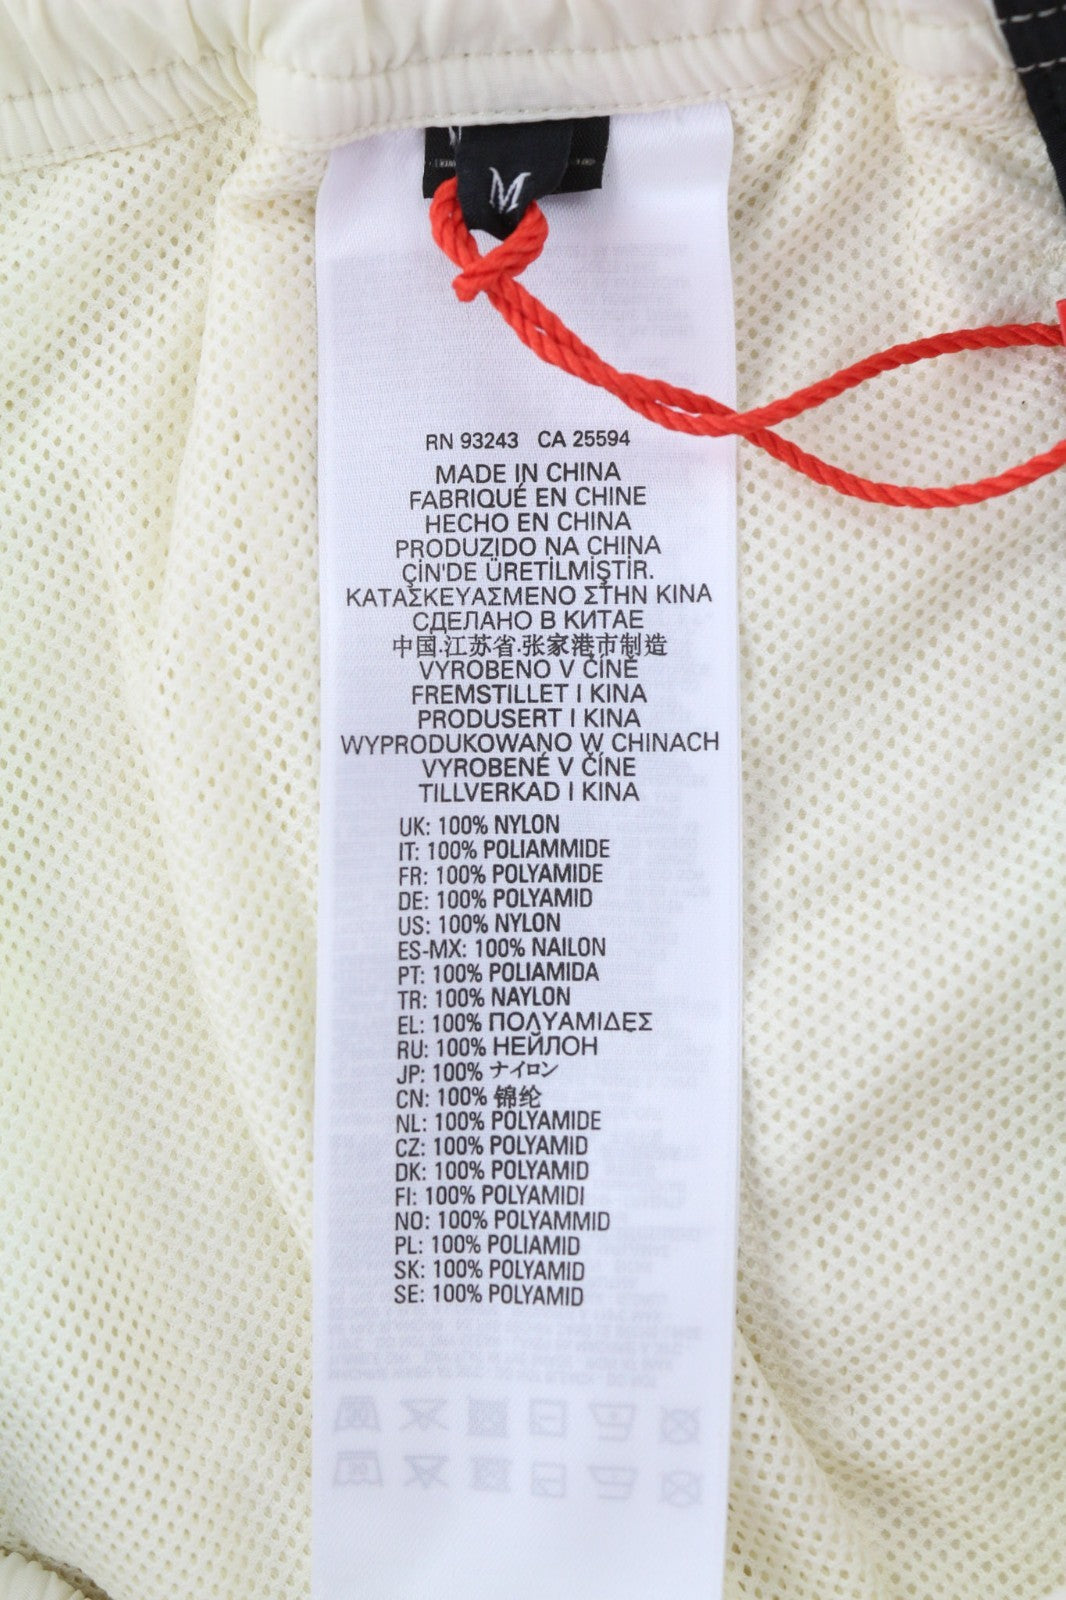 M
RN 93243 CA 25594
MADE IN CHINA
FABRIQUÉ EN CHINE
HECHO EN CHINA
PRODUZIDO NA CHINA
ÇİN'DE ÜRETİLMİŞTİR.
ΚΑΤΑΣΚΕΥΑΣΜΕΝΟ ΣΤΗΝ ΚΙΝΑ
СДЕЛАНО В КИТАЕ
中国.江苏省.张家港市制造
VYROBENO V ČÍNĚ
FREMSTILLET I KINA
PRODUSERT I KINA
WYPRODUKOWANO W CHINACH
VYROBENÉ V ČÍNE
TILLVERKAD I KINA
UK: 100% NYLON
IT: 100% POLIAMMIDE
FR: 100% POLYAMIDE
DE: 100% POLYAMID
US: 100% NYLON
ES-MX: 100% NAILON
PT: 100% POLIAMIDA
TR: 100% NAYLON
EL: 100% ΠΟΛΥΑΜΙΔΕΣ
RU: 100% НЕЙЛОН
JP: 100% ナイロン
CN: 100% 锦纶
NL: 100% POLYAMIDE
CZ: 100% POLYAMID
DK: 100% POLYAMID
FI: 100% POLYAMIDI
NO: 100% POLYAMMID
PL: 100% POLIAMID
SK: 100% POLYAMID
SE: 100% POLYAMID